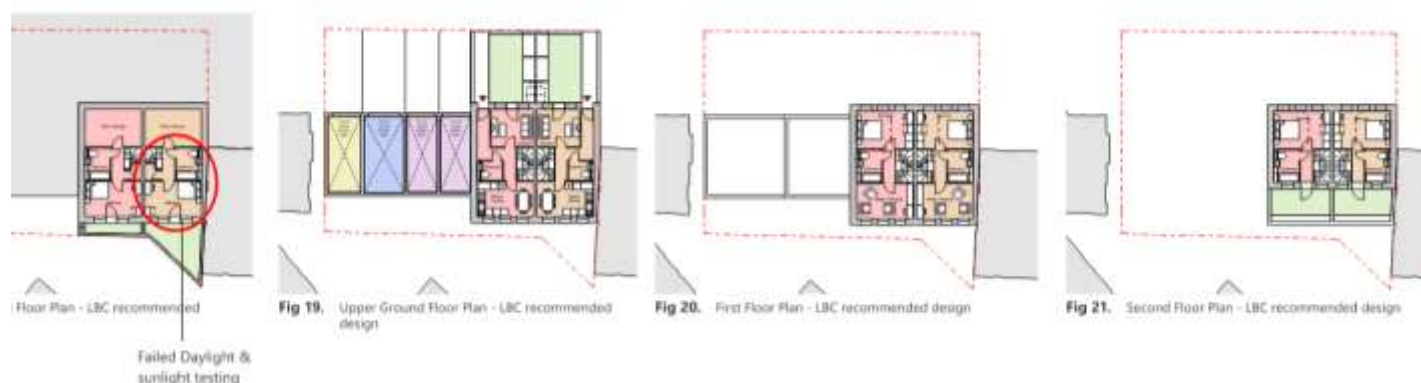 Floor Plan - LBC recommended
Fig 19. Upper Ground Floor Plan - LBC recommended
design
Fig 20. First Floor Plan - LBC recommended design
Fig 21. Second Floor Plan - LBC recommended design
Failed Daylight &
sunlight testing